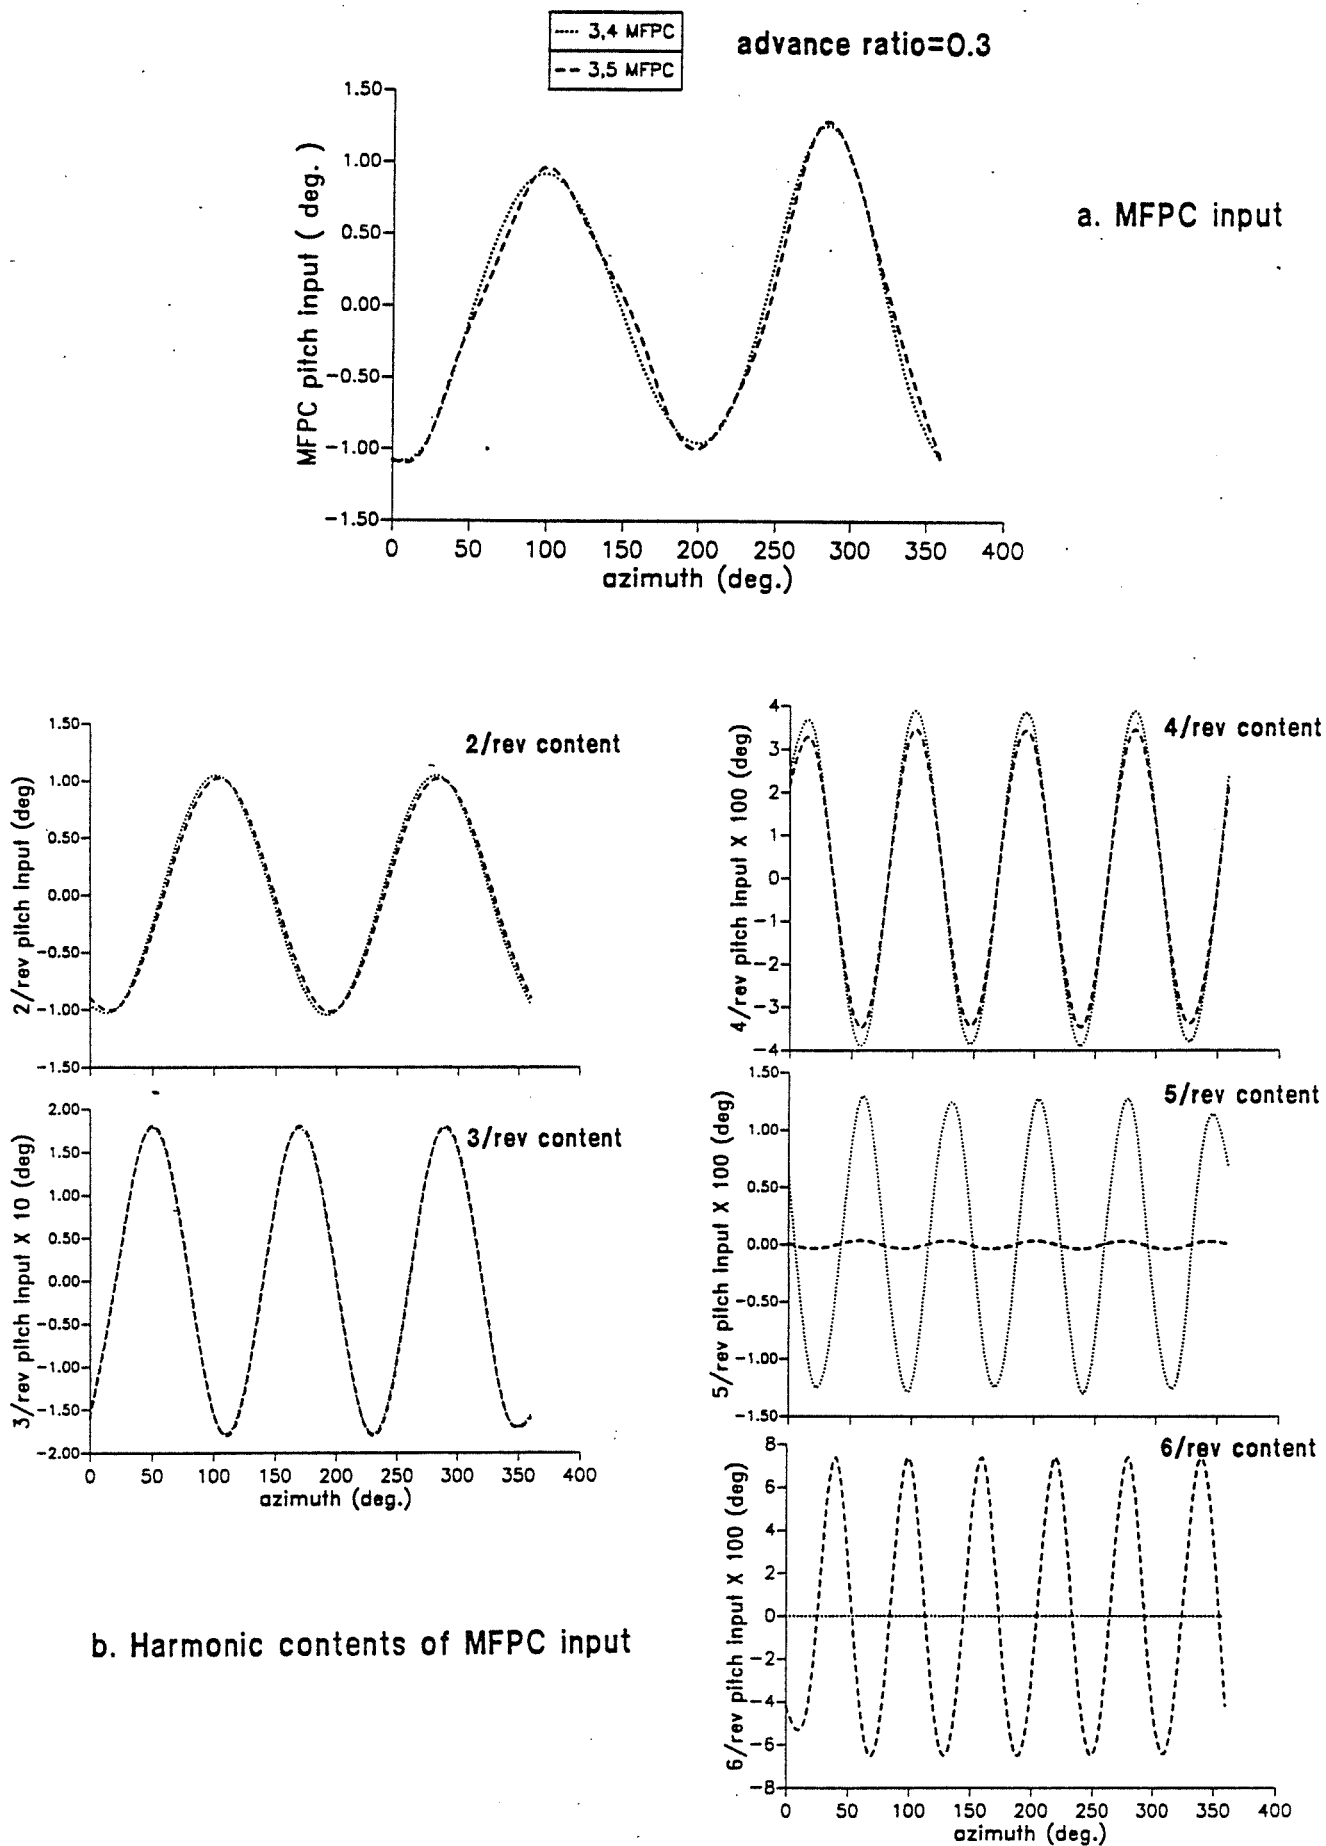 3,4 MFPC
3,5 MFPC
advance ratio=0.3
1.50
1.00
0.50
0.00
-0.50
-1.00
-1.50
MFPC pitch input ( deg. )
0 50 100 150 200 250 300 350 400
azimuth (deg.)
a. MFPC input
1.50
1.00
0.50
0.00
-0.50
-1.00
-1.50
2/rev pitch input (deg)
2/rev content
2.00
1.50
1.00
0.50
0.00
-0.50
-1.00
-1.50
-2.00
3/rev pitch input X 10 (deg)
3/rev content
0 50 100 150 200 250 300 350 400
azimuth (deg.)
b. Harmonic contents of MFPC input
4
3
2
1
0
-1
-2
-3
-4
4/rev pitch input X 100 (deg)
4/rev content
1.50
1.00
0.50
0.00
-0.50
-1.00
-1.50
5/rev pitch input X 100 (deg)
5/rev content
8
6
4
2
0
-2
-4
-6
-8
6/rev pitch input X 100 (deg)
6/rev content
0 50 100 150 200 250 300 350 400
azimuth (deg.)